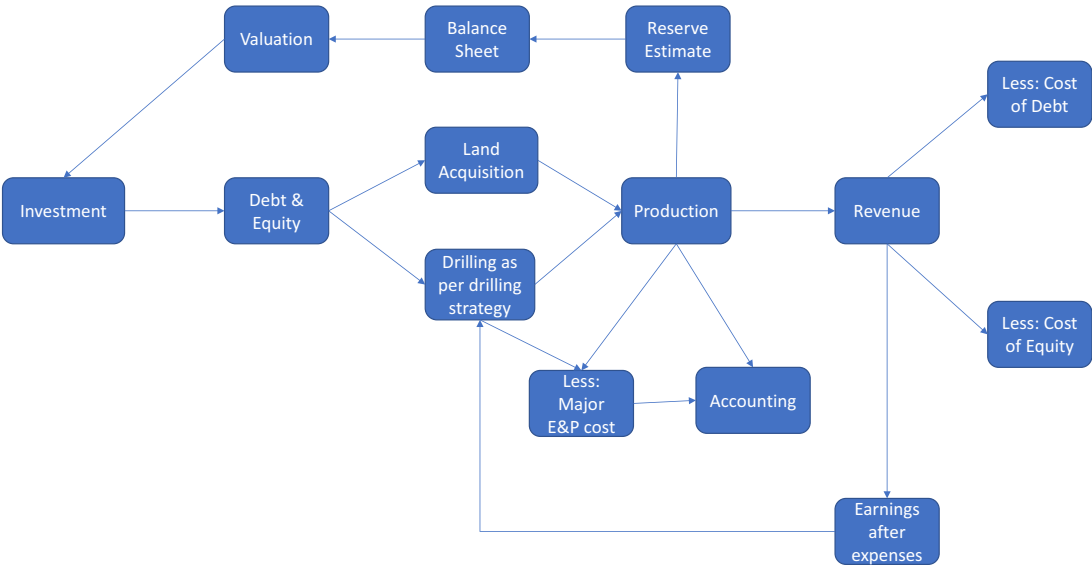 Valuation
Balance
Sheet
Reserve
Estimate
Less: Cost
of Debt
Land
Acquisition
Investment
Debt &
Equity
Production
Revenue
Drilling as
per drilling
strategy
Less: Cost
of Equity
Less:
Major
E&P cost
Accounting
Earnings
after
expenses